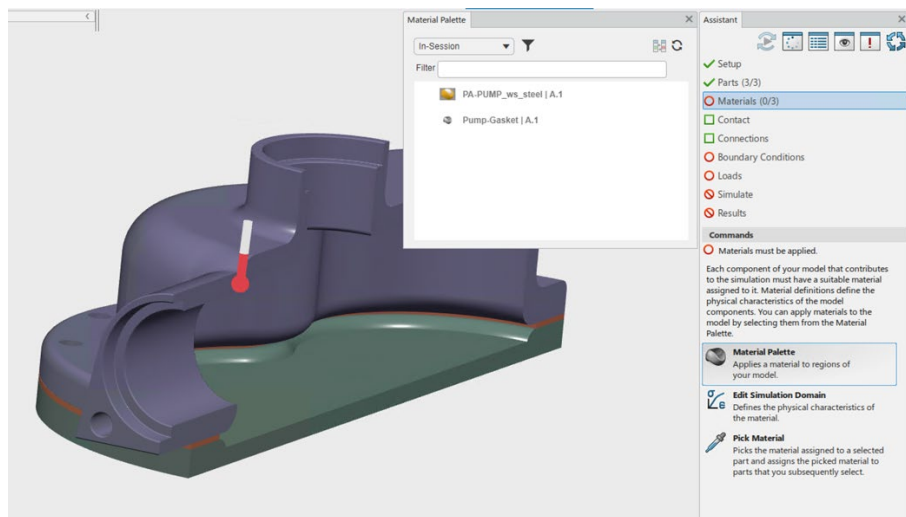 Material Palette
In-Session
Filter
PA-PUMP_ws_steel | A.1
Pump-Gasket | A.1
Assistant
Setup
Parts (3/3)
Materials (0/3)
Contact
Connections
Boundary Conditions
Loads
Simulate
Results
Commands
Materials must be applied.
Each component of your model that contributes
to the simulation must have a suitable material
assigned to it. Material definitions define the
physical characteristics of the model
components. You can apply materials to the
model by selecting them from the Material
Palette.
Material Palette
Applies a material to regions of
your model.
Edit Simulation Domain
Defines the physical characteristics of
the material.
Pick Material
Picks the material assigned to a selected
part and assigns the picked material to
parts that you subsequently select.